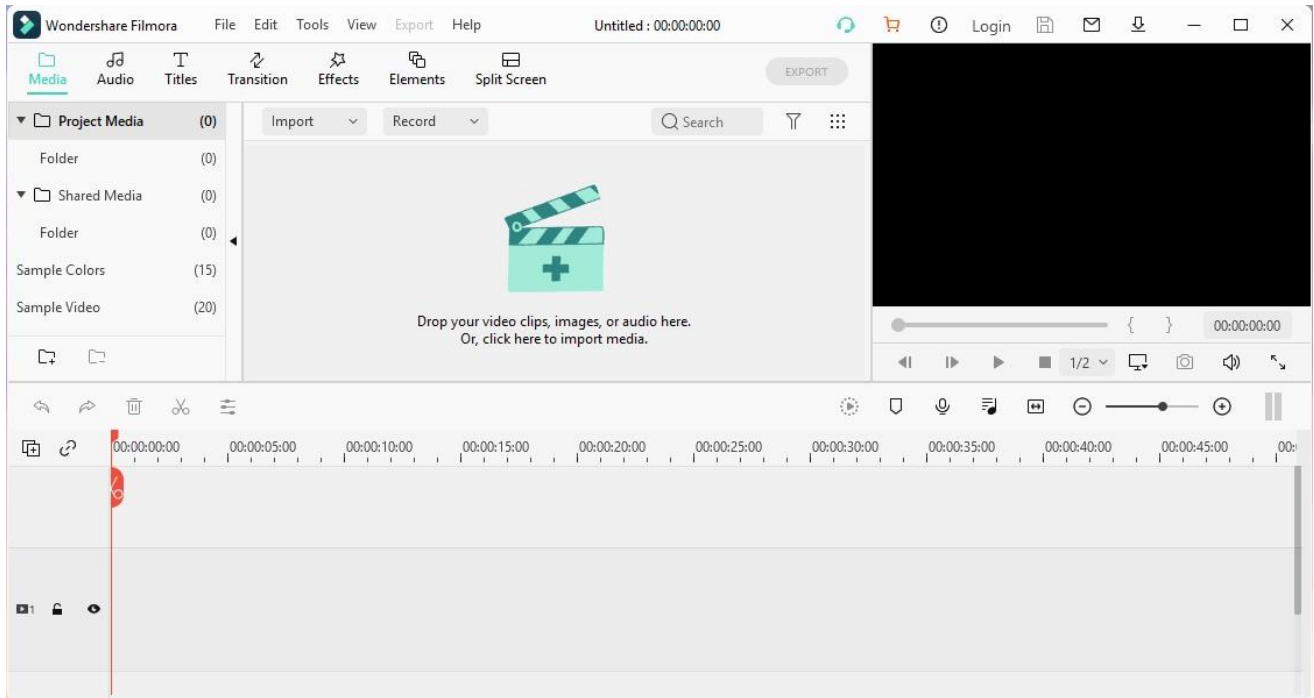 Wondershare Filmora File Edit Tools View Export Help Untitled : 00:00:00:00 Login
Media Audio Titles Transition Effects Elements Split Screen EXPORT
Project Media (0) Import Record Search
Folder (0)
Shared Media (0)
Folder (0)
Sample Colors (15)
Sample Video (20)
Drop your video clips, images, or audio here.
Or, click here to import media.
{ } 00:00:00:00
1/2
00:00:00:00 00:00:05:00 00:00:10:00 00:00:15:00 00:00:20:00 00:00:25:00 00:00:30:00 00:00:35:00 00:00:40:00 00:00:45:00 00:
1